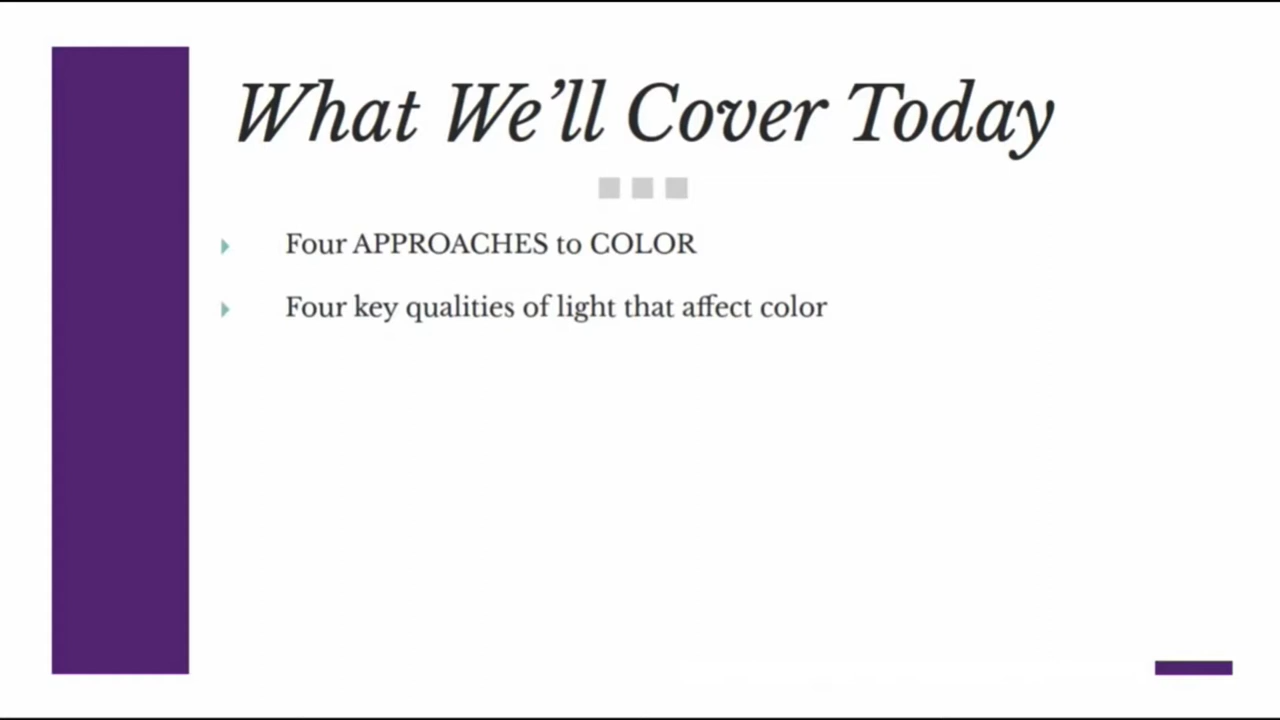 What We’ll Cover Today
Four APPROACHES to COLOR
Four key qualities of light that affect color